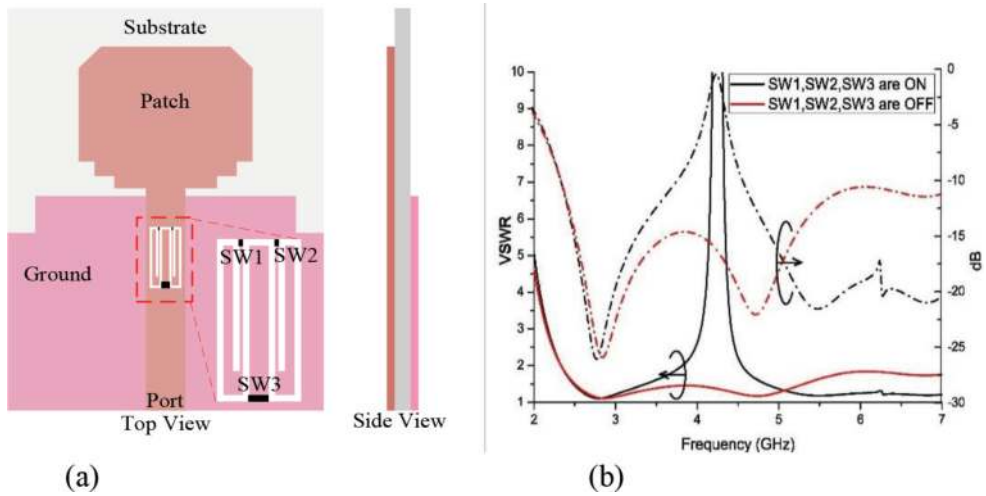 Substrate
Patch
Ground
SW1
SW2
SW3
Port
Top View
Side View
(a)
SW1,SW2,SW3 are ON
SW1,SW2,SW3 are OFF
10
9
8
7
6
5
4
3
2
1
VSWR
0
-5
-10
-15
-20
-25
-30
dB
2
3
4
5
6
7
Frequency (GHz)
(b)